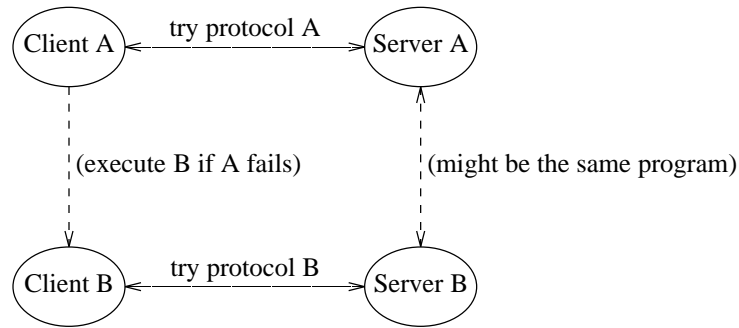 Client A
try protocol A
Server A
(execute B if A fails)
(might be the same program)
Client B
try protocol B
Server B